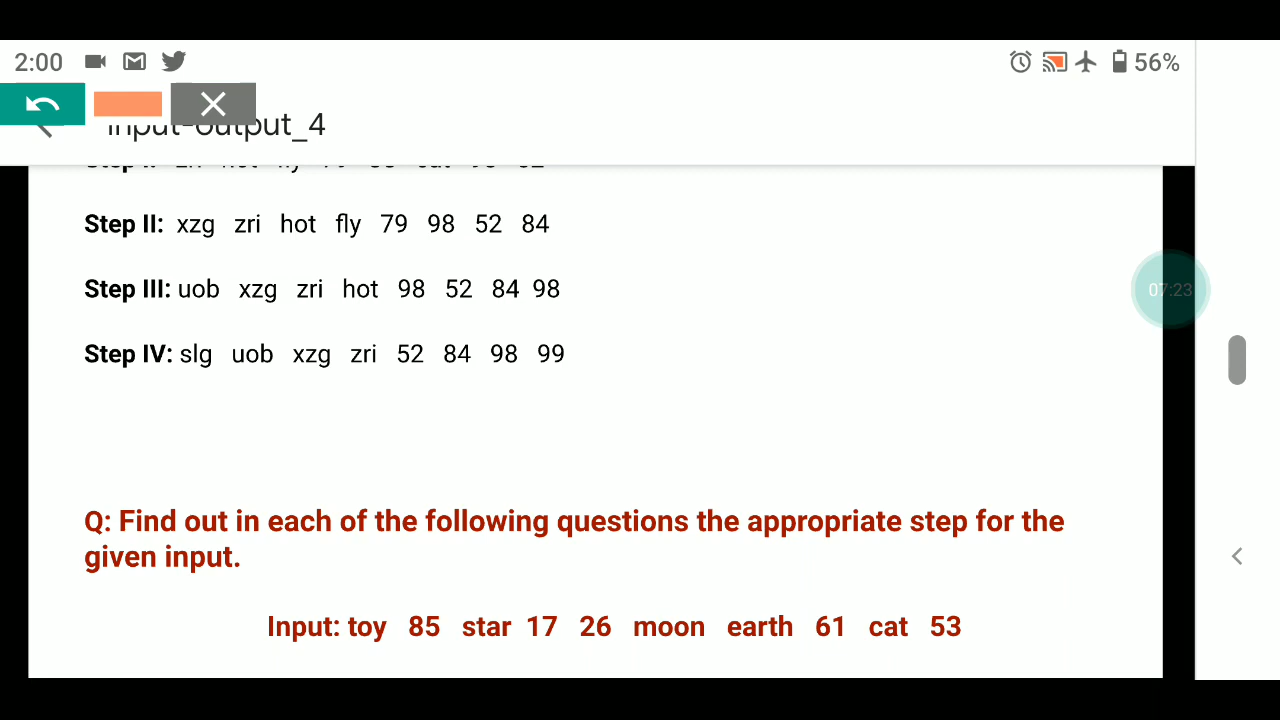 2:00 56%
input-output_4
Step II: xzg zri hot fly 79 98 52 84
07:23
Step III: uob xzg zri hot 98 52 84 98
Step IV: slg uob xzg zri 52 84 98 99
Q: Find out in each of the following questions the appropriate step for the
given input.
Input: toy 85 star 17 26 moon earth 61 cat 53